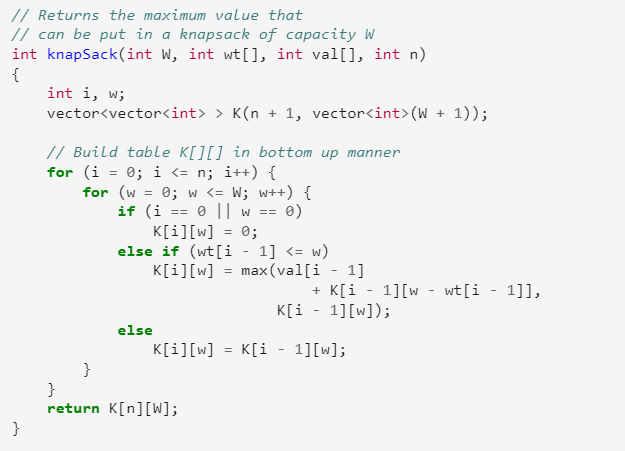 // Returns the maximum value that
// can be put in a knapsack of capacity W
int knapSack(int W, int wt[], int val[], int n)
{
    int i, w;
    vector<vector<int> > K(n + 1, vector<int>(W + 1));

    // Build table K[][] in bottom up manner
    for (i = 0; i <= n; i++) {
        for (w = 0; w <= W; w++) {
            if (i == 0 || w == 0)
                K[i][w] = 0;
            else if (wt[i - 1] <= w)
                K[i][w] = max(val[i - 1]
                                  + K[i - 1][w - wt[i - 1]],
                              K[i - 1][w]);
            else
                K[i][w] = K[i - 1][w];
        }
    }
    return K[n][W];
}